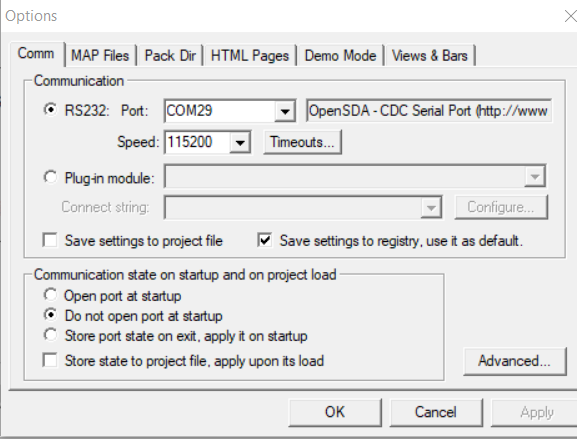 Options
Comm MAP Files Pack Dir HTML Pages Demo Mode Views & Bars
Communication
RS232: Port: COM29 OpenSDA - CDC Serial Port (http://www
Speed: 115200 Timeouts...
Plug-in module:
Connect string: Configure...
Save settings to project file Save settings to registry, use it as default.
Communication state on startup and on project load
Open port at startup
Do not open port at startup
Store port state on exit, apply it on startup
Store state to project file, apply upon its load
Advanced...
OK Cancel Apply